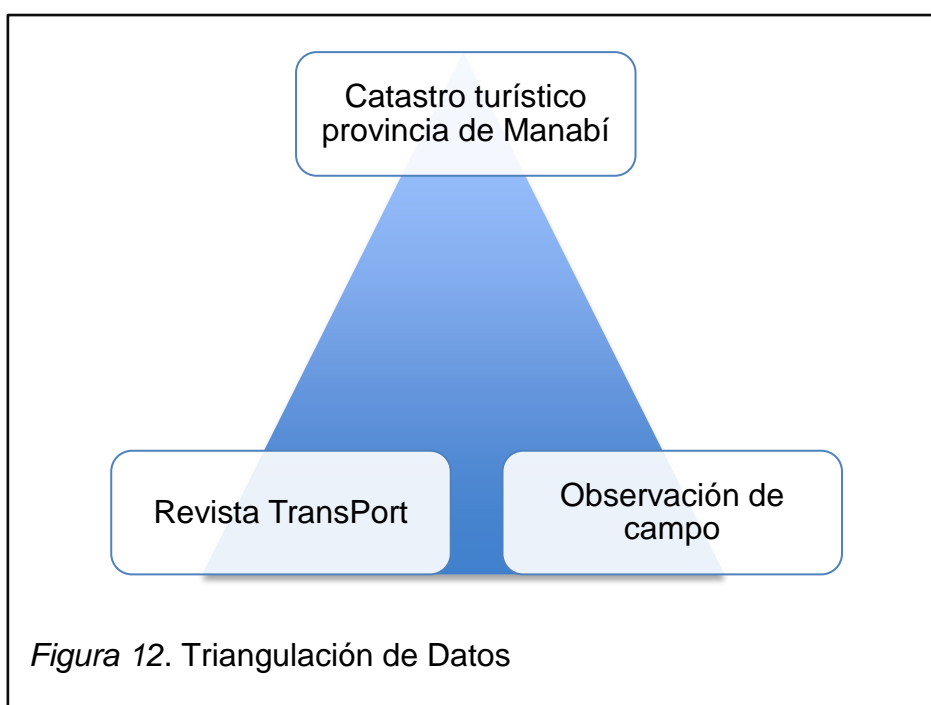 Catastro turístico
provincia de Manabí
Revista TransPort
Observación de
campo
Figura 12. Triangulación de Datos